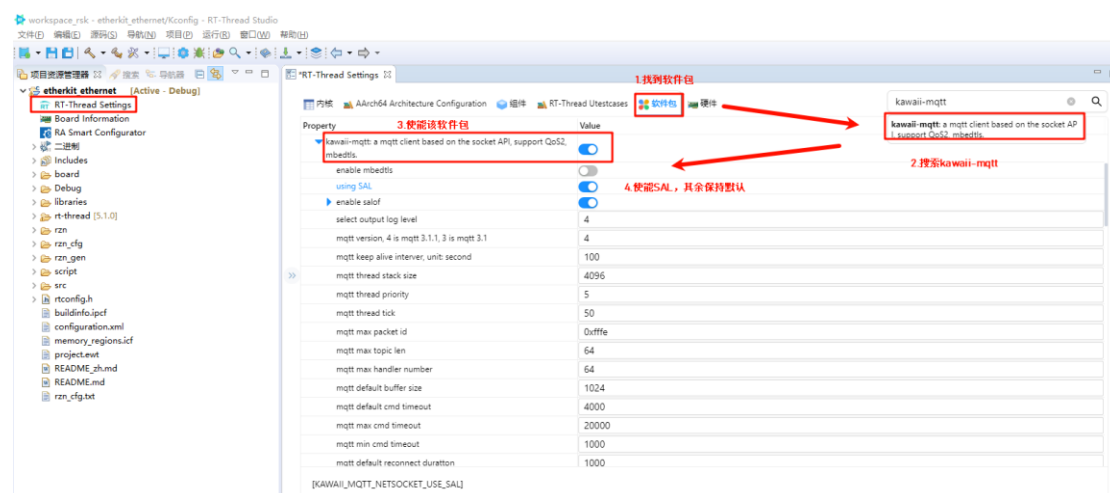 workspace_rsk - etherkit_ethernet/Kconfig - RT-Thread Studio
文件(F) 编辑(E) 源码(S) 导航(N) 项目(P) 运行(R) 窗口(W) 帮助(H)
项目资源管理器 搜索 导航器
*RT-Thread Settings
1.找到软件包
etherkit_ethernet [Active - Debug]
RT-Thread Settings
Board Information
RA Smart Configurator
二进制
Includes
board
Debug
libraries
rt-thread [5.1.0]
rzn
rzn_cfg
rzn_gen
script
src
rtconfig.h
buildinfo.ipcf
configuration.xml
memory_regions.icf
project.ewt
README_zh.md
README.md
rzn_cfg.txt
内核 AArch64 Architecture Configuration 组件 RT-Thread Utestcases 软件包 硬件
kawaii-mqtt
kawaii-mqtt: a mqtt client based on the socket AP
I, support QoS2, mbedtls.
2.搜索kawaii-mqtt
Property 3.使能该软件包 Value
kawaii-mqtt: a mqtt client based on the socket API, support QoS2,
mbedtls.
enable mbedtls
using SAL 4.使能SAL，其余保持默认
enable salof
select output log level 4
mqtt version, 4 is mqtt 3.1.1, 3 is mqtt 3.1 4
mqtt keep alive interver, unit: second 100
mqtt thread stack size 4096
mqtt thread priority 5
mqtt thread tick 50
mqtt max packet id 0xfffe
mqtt max topic len 64
mqtt max handler number 64
mqtt default buffer size 1024
mqtt default cmd timeout 4000
mqtt max cmd timeout 20000
mqtt min cmd timeout 1000
mqtt default reconnect duratton 1000
[KAWAII_MQTT_NETSOCKET_USE_SAL]